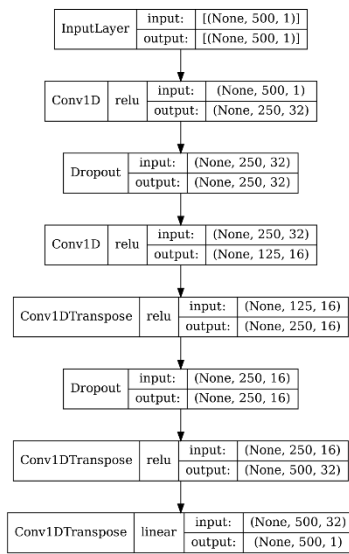 InputLayer input: [(None, 500, 1)]
output: [(None, 500, 1)]
Conv1D relu input: (None, 500, 1)
output: (None, 250, 32)
Dropout input: (None, 250, 32)
output: (None, 250, 32)
Conv1D relu input: (None, 250, 32)
output: (None, 125, 16)
Conv1DTranspose relu input: (None, 125, 16)
output: (None, 250, 16)
Dropout input: (None, 250, 16)
output: (None, 250, 16)
Conv1DTranspose relu input: (None, 250, 16)
output: (None, 500, 32)
Conv1DTranspose linear input: (None, 500, 32)
output: (None, 500, 1)